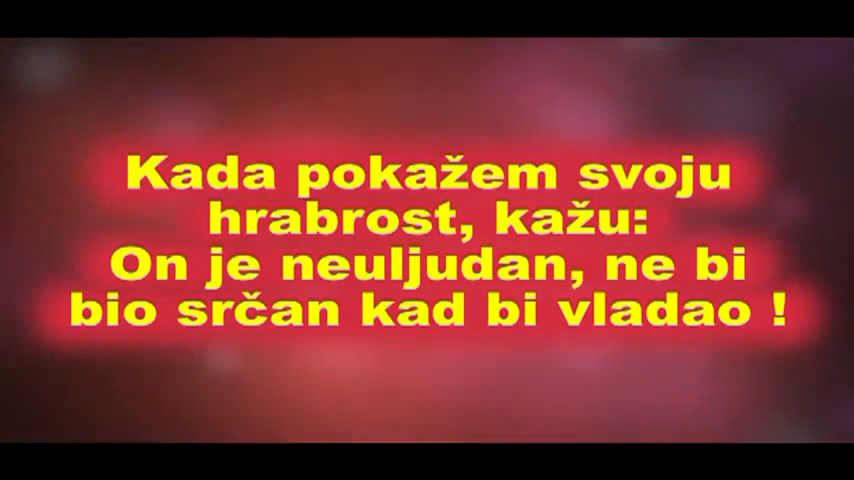 Kada pokažem svoju
hrabrost, kažu:
On je neuljudan, ne bi
bio srčan kad bi vladao !